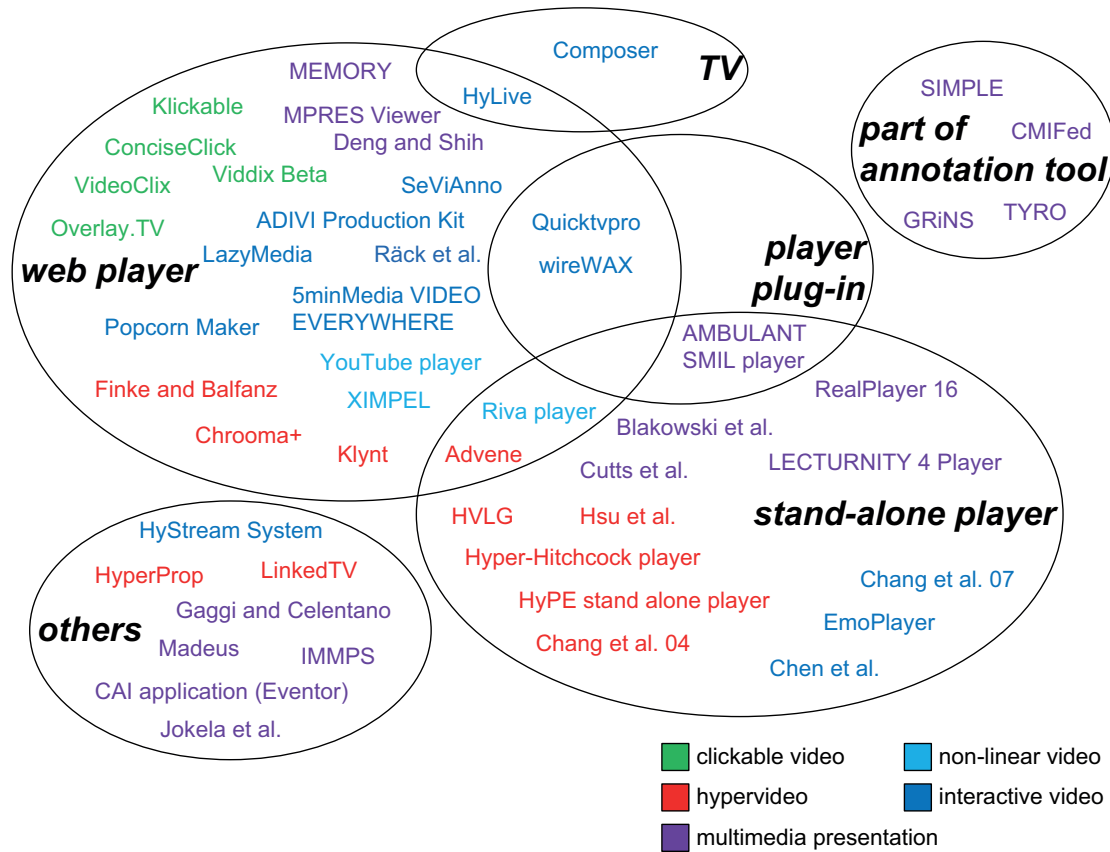 Composer
TV
MEMORY
HyLive
Klickable
MPRES Viewer
Deng and Shih
ConciseClick
VideoClix
Viddix Beta
SeViAnno
Overlay.TV
ADIVI Production Kit
LazyMedia
Räck et al.
web player
5minMedia VIDEO
EVERYWHERE
Popcorn Maker
YouTube player
Finke and Balfanz
XIMPEL
Riva player
Chrooma+
Klynt
Advene
Quicktvpro
wireWAX
player
plug-in
AMBULANT
SMIL player
SIMPLE
part of
CMIFed
annotation tool
GRiNS
TYRO
RealPlayer 16
Blakowski et al.
Cutts et al.
LECTURNITY 4 Player
HVLG
Hsu et al.
stand-alone player
Hyper-Hitchcock player
Chang et al. 07
HyPE stand alone player
EmoPlayer
Chang et al. 04
Chen et al.
HyStream System
HyperProp
LinkedTV
Gaggi and Celentano
others
Madeus
IMMPS
CAI application (Eventor)
Jokela et al.
clickable video
non-linear video
hypervideo
interactive video
multimedia presentation